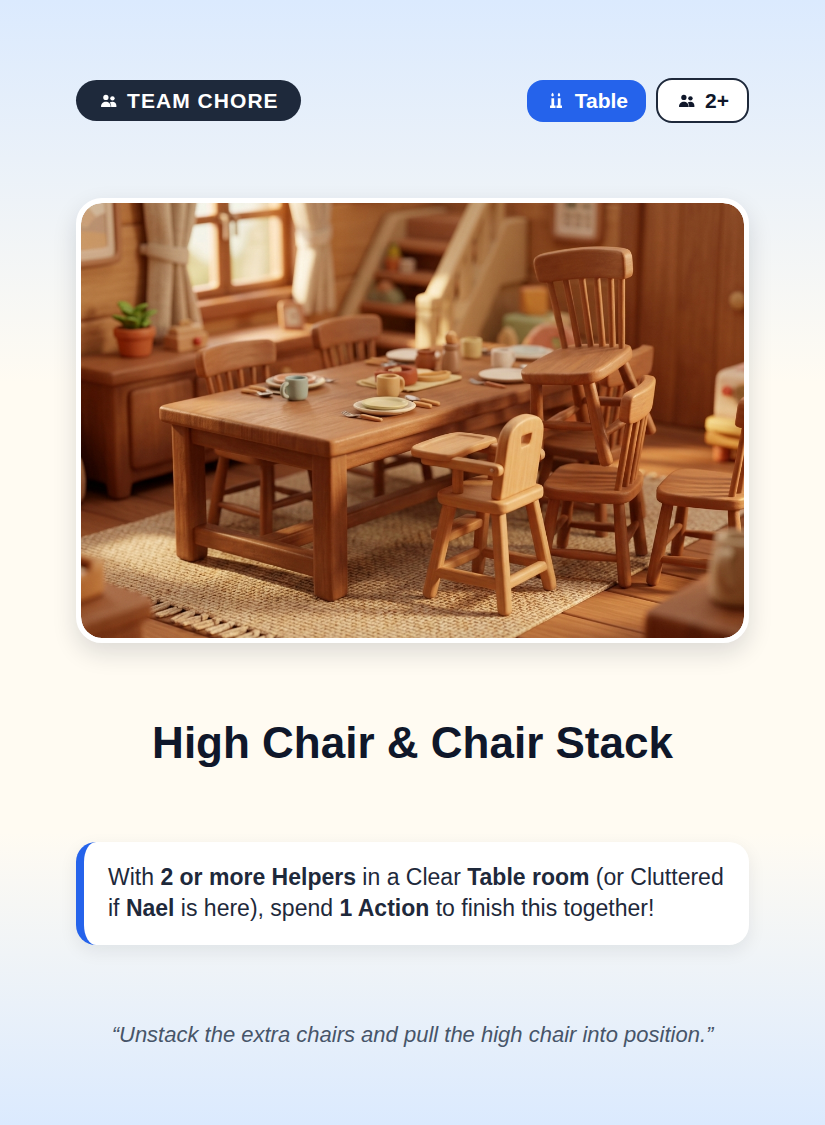 TEAM CHORE
Table
2+
High Chair & Chair Stack
With 2 or more Helpers in a Clear Table room (or Cluttered
if Nael is here), spend 1 Action to finish this together!
“Unstack the extra chairs and pull the high chair into position.”